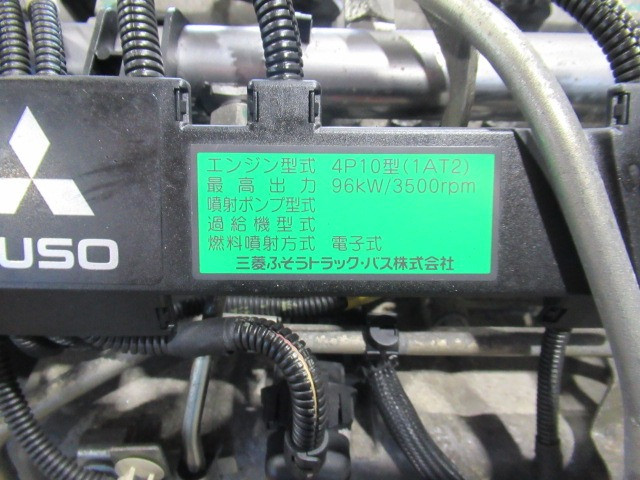 エンジン型式 4P10型(1AT2)
最高出力 96kW/3500rpm
噴射ポンプ型式
過給機型式
燃料噴射方式 電子式
三菱ふそうトラック・バス株式会社
USO